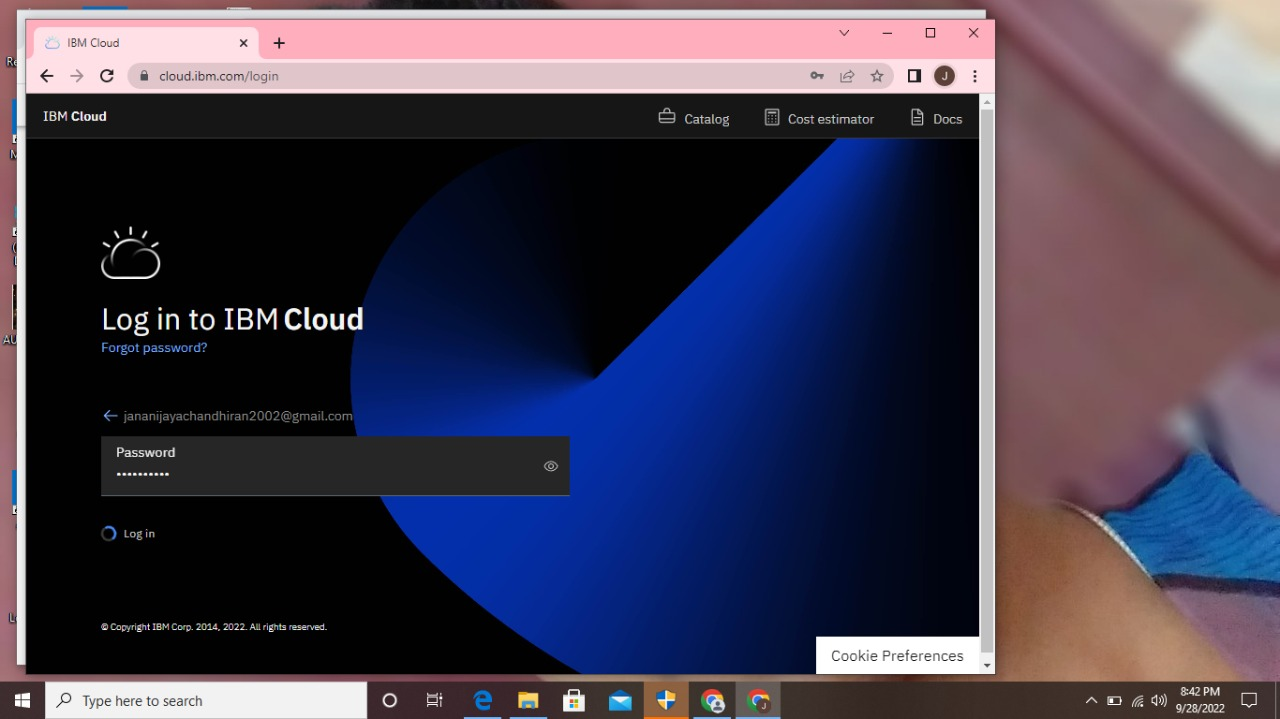 IBM Cloud
cloud.ibm.com/login
J
IBM Cloud
Catalog
Cost estimator
Docs
Log in to IBM Cloud
Forgot password?
jananijayachandhiran2002@gmail.com
Password
Log in
© Copyright IBM Corp. 2014, 2022. All rights reserved.
Cookie Preferences
Type here to search
8:42 PM
9/28/2022